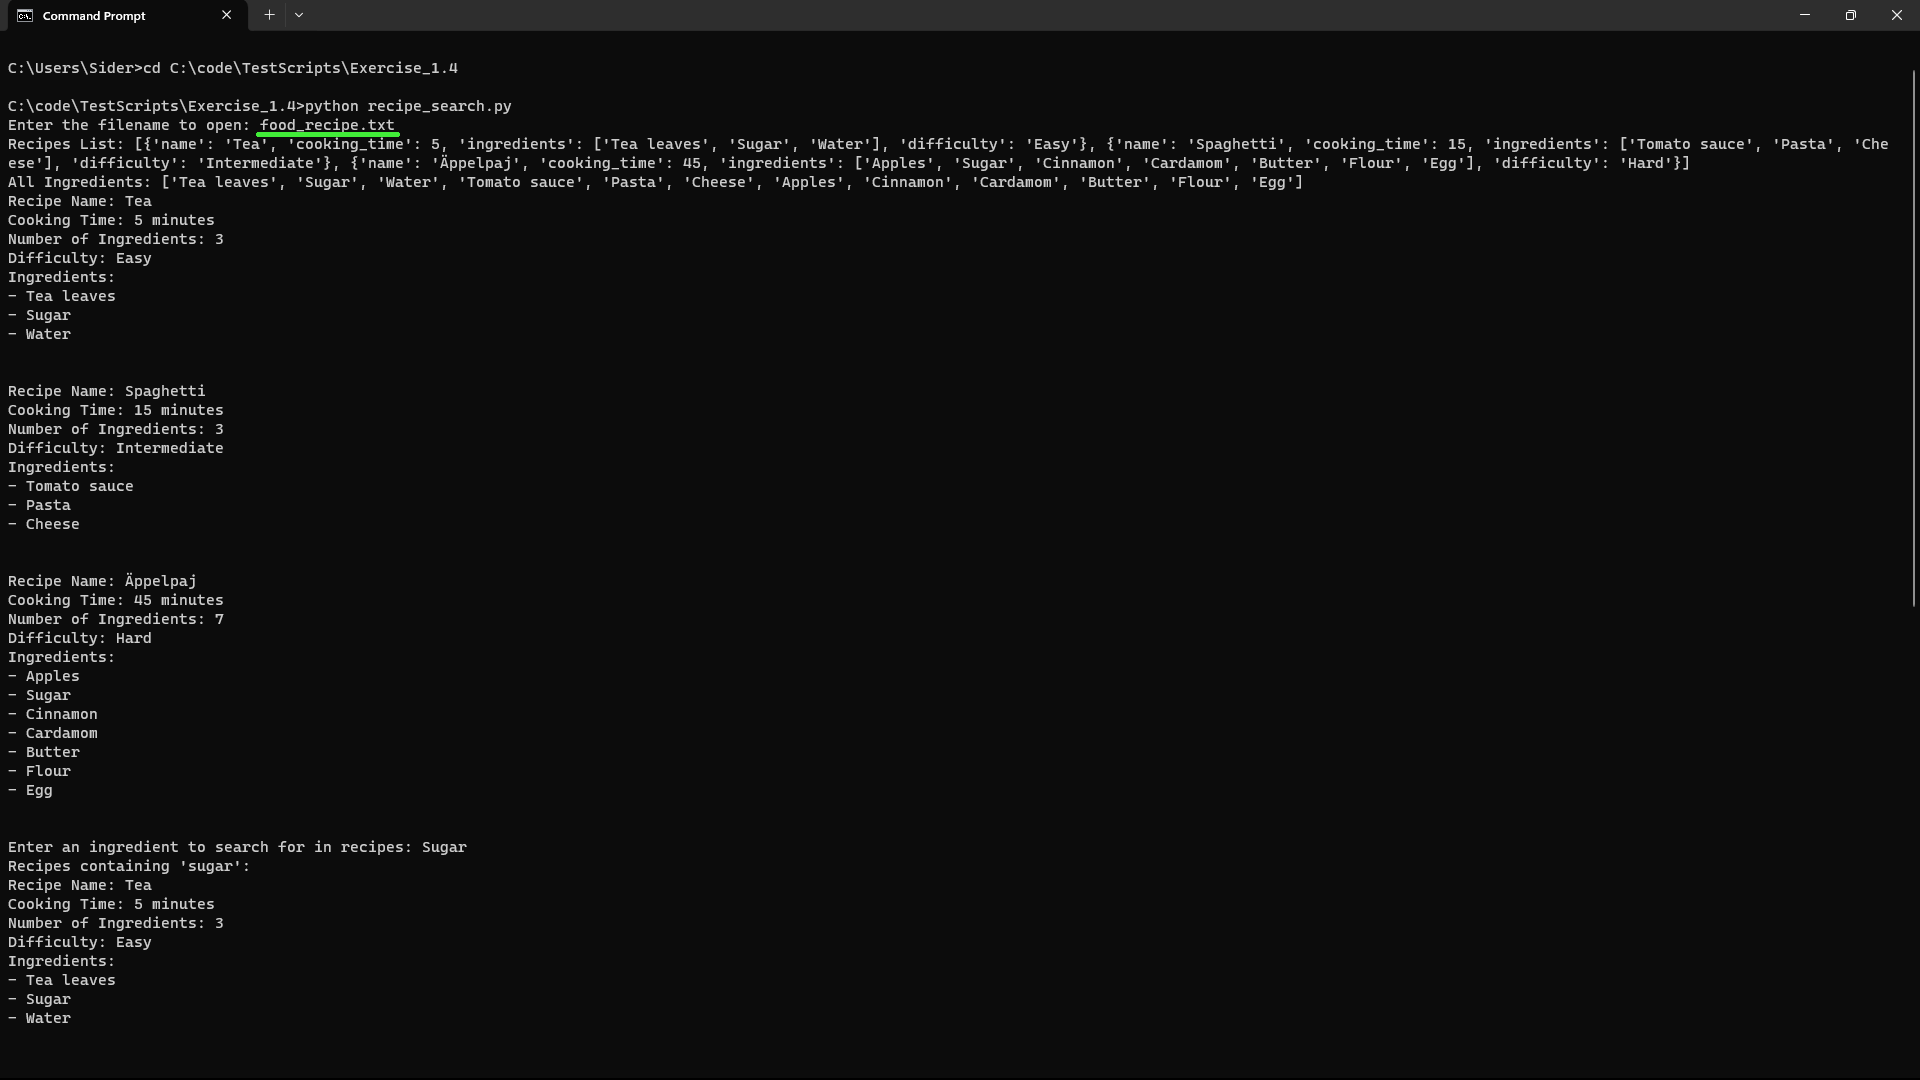 Command Prompt
C:\Users\Sider>cd C:\code\TestScripts\Exercise_1.4
C:\code\TestScripts\Exercise_1.4>python recipe_search.py
Enter the filename to open: food_recipe.txt
Recipes List: [{'name': 'Tea', 'cooking_time': 5, 'ingredients': ['Tea leaves', 'Sugar', 'Water'], 'difficulty': 'Easy'}, {'name': 'Spaghetti', 'cooking_time': 15, 'ingredients': ['Tomato sauce', 'Pasta', 'Che
ese'], 'difficulty': 'Intermediate'}, {'name': 'Äppelpaj', 'cooking_time': 45, 'ingredients': ['Apples', 'Sugar', 'Cinnamon', 'Cardamom', 'Butter', 'Flour', 'Egg'], 'difficulty': 'Hard'}]
All Ingredients: ['Tea leaves', 'Sugar', 'Water', 'Tomato sauce', 'Pasta', 'Cheese', 'Apples', 'Cinnamon', 'Cardamom', 'Butter', 'Flour', 'Egg']
Recipe Name: Tea
Cooking Time: 5 minutes
Number of Ingredients: 3
Difficulty: Easy
Ingredients:
- Tea leaves
- Sugar
- Water
Recipe Name: Spaghetti
Cooking Time: 15 minutes
Number of Ingredients: 3
Difficulty: Intermediate
Ingredients:
- Tomato sauce
- Pasta
- Cheese
Recipe Name: Äppelpaj
Cooking Time: 45 minutes
Number of Ingredients: 7
Difficulty: Hard
Ingredients:
- Apples
- Sugar
- Cinnamon
- Cardamom
- Butter
- Flour
- Egg
Enter an ingredient to search for in recipes: Sugar
Recipes containing 'sugar':
Recipe Name: Tea
Cooking Time: 5 minutes
Number of Ingredients: 3
Difficulty: Easy
Ingredients:
- Tea leaves
- Sugar
- Water